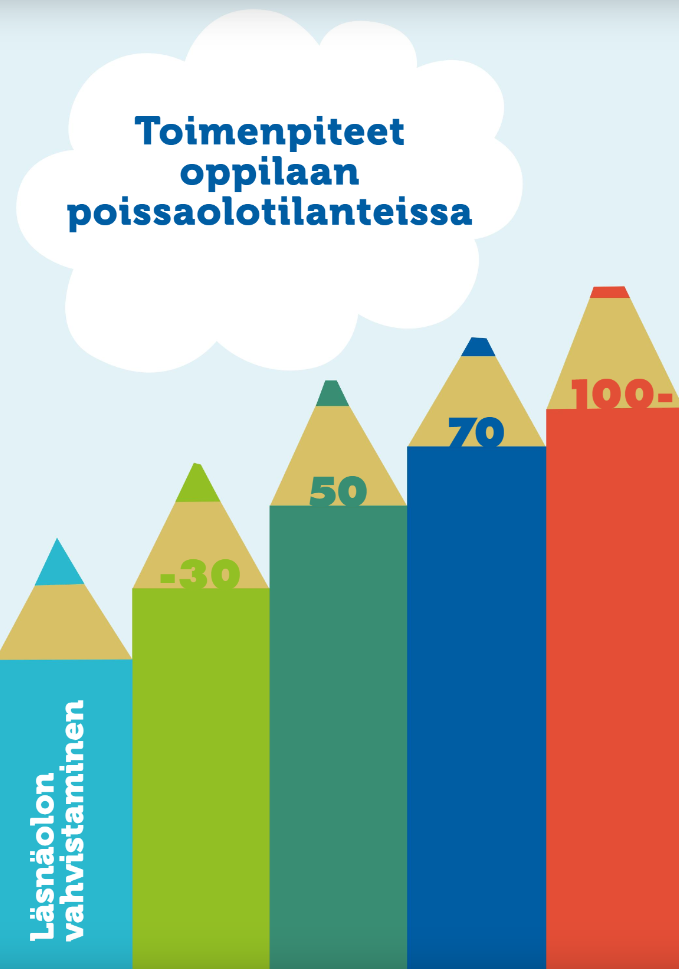 Toimenpiteet
oppilaan
poissaolotilanteissa
100-
70
50
-30
Läsnäolon
vahvistaminen